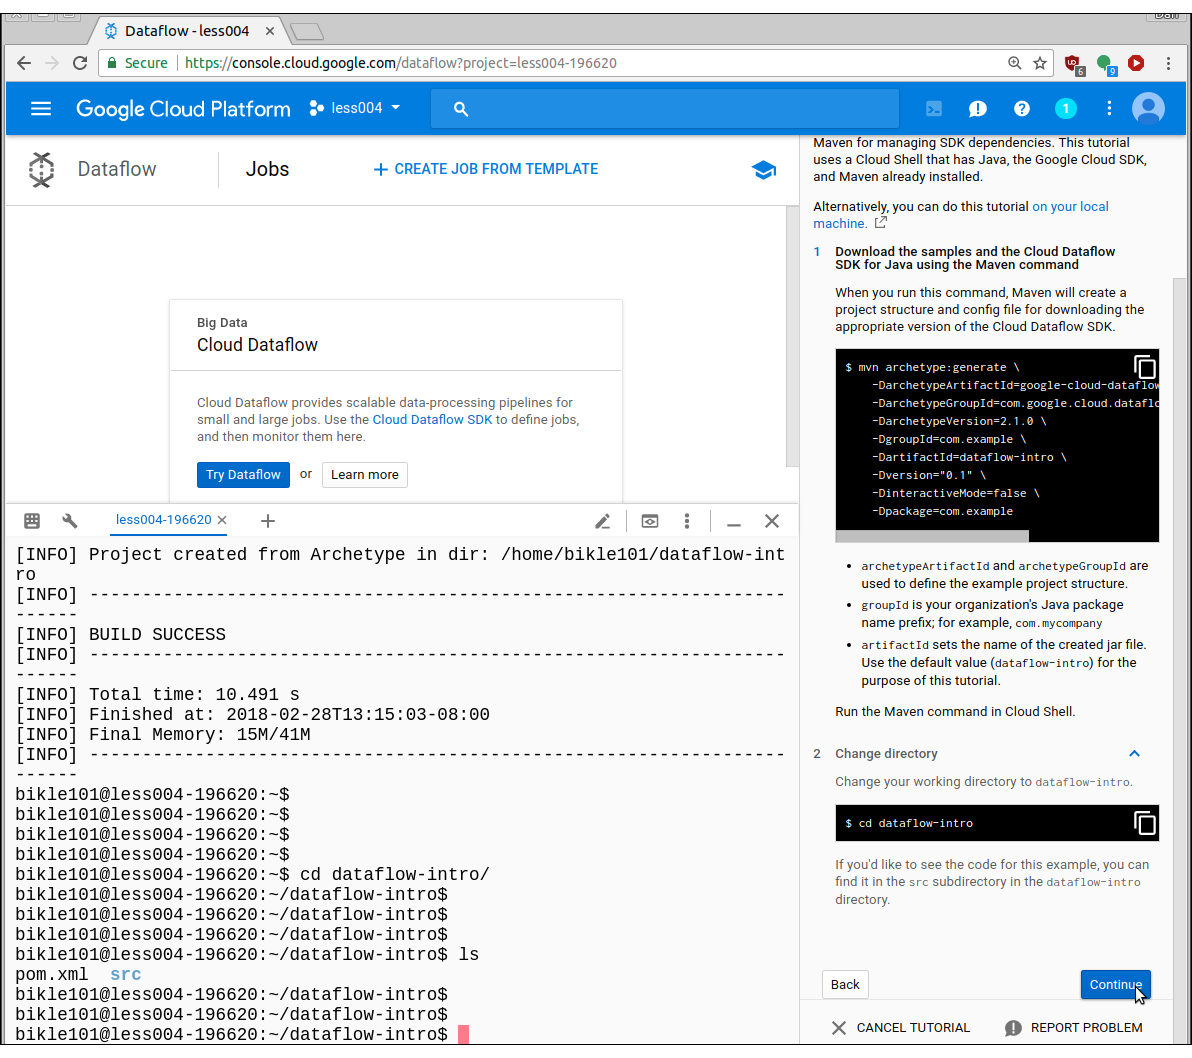 Dataflow - less004
Secure
https://console.cloud.google.com/dataflow?project=less004-196620
6
9
Google Cloud Platform
less004
1
Dataflow
Jobs
CREATE JOB FROM TEMPLATE
Big Data
Cloud Dataflow
Cloud Dataflow provides scalable data-processing pipelines for
small and large jobs. Use the Cloud Dataflow SDK to define jobs,
and then monitor them here.
Try Dataflow or Learn more
less004-196620
[INFO] Project created from Archetype in dir: /home/bikle101/dataflow-int
ro
[INFO] ------------------------------------------------------------------
------
[INFO] BUILD SUCCESS
[INFO] ------------------------------------------------------------------
------
[INFO] Total time: 10.491 s
[INFO] Finished at: 2018-02-28T13:15:03-08:00
[INFO] Final Memory: 15M/41M
[INFO] ------------------------------------------------------------------
------
bikle101@less004-196620:~$
bikle101@less004-196620:~$
bikle101@less004-196620:~$
bikle101@less004-196620:~$
bikle101@less004-196620:~$ cd dataflow-intro/
bikle101@less004-196620:~/dataflow-intro$
bikle101@less004-196620:~/dataflow-intro$
bikle101@less004-196620:~/dataflow-intro$
bikle101@less004-196620:~/dataflow-intro$ ls
pom.xml  src
bikle101@less004-196620:~/dataflow-intro$
bikle101@less004-196620:~/dataflow-intro$
bikle101@less004-196620:~/dataflow-intro$
Maven for managing SDK dependencies. This tutorial
uses a Cloud Shell that has Java, the Google Cloud SDK,
and Maven already installed.
Alternatively, you can do this tutorial on your local
machine.
1 Download the samples and the Cloud Dataflow
SDK for Java using the Maven command
When you run this command, Maven will create a
project structure and config file for downloading the
appropriate version of the Cloud Dataflow SDK.
$ mvn archetype:generate \
-DarchetypeArtifactId=google-cloud-dataflow
-DarchetypeGroupId=com.google.cloud.dataflo
-DarchetypeVersion=2.1.0 \
-DgroupId=com.example \
-DartifactId=dataflow-intro \
-Dversion="0.1" \
-DinteractiveMode=false \
-Dpackage=com.example
• archetypeArtifactId and archetypeGroupId are
used to define the example project structure.
• groupId is your organization's Java package
name prefix; for example, com.mycompany
• artifactId sets the name of the created jar file.
Use the default value (dataflow-intro) for the
purpose of this tutorial.
Run the Maven command in Cloud Shell.
2 Change directory
Change your working directory to dataflow-intro.
$ cd dataflow-intro
If you'd like to see the code for this example, you can
find it in the src subdirectory in the dataflow-intro
directory.
Back
Continue
CANCEL TUTORIAL
REPORT PROBLEM